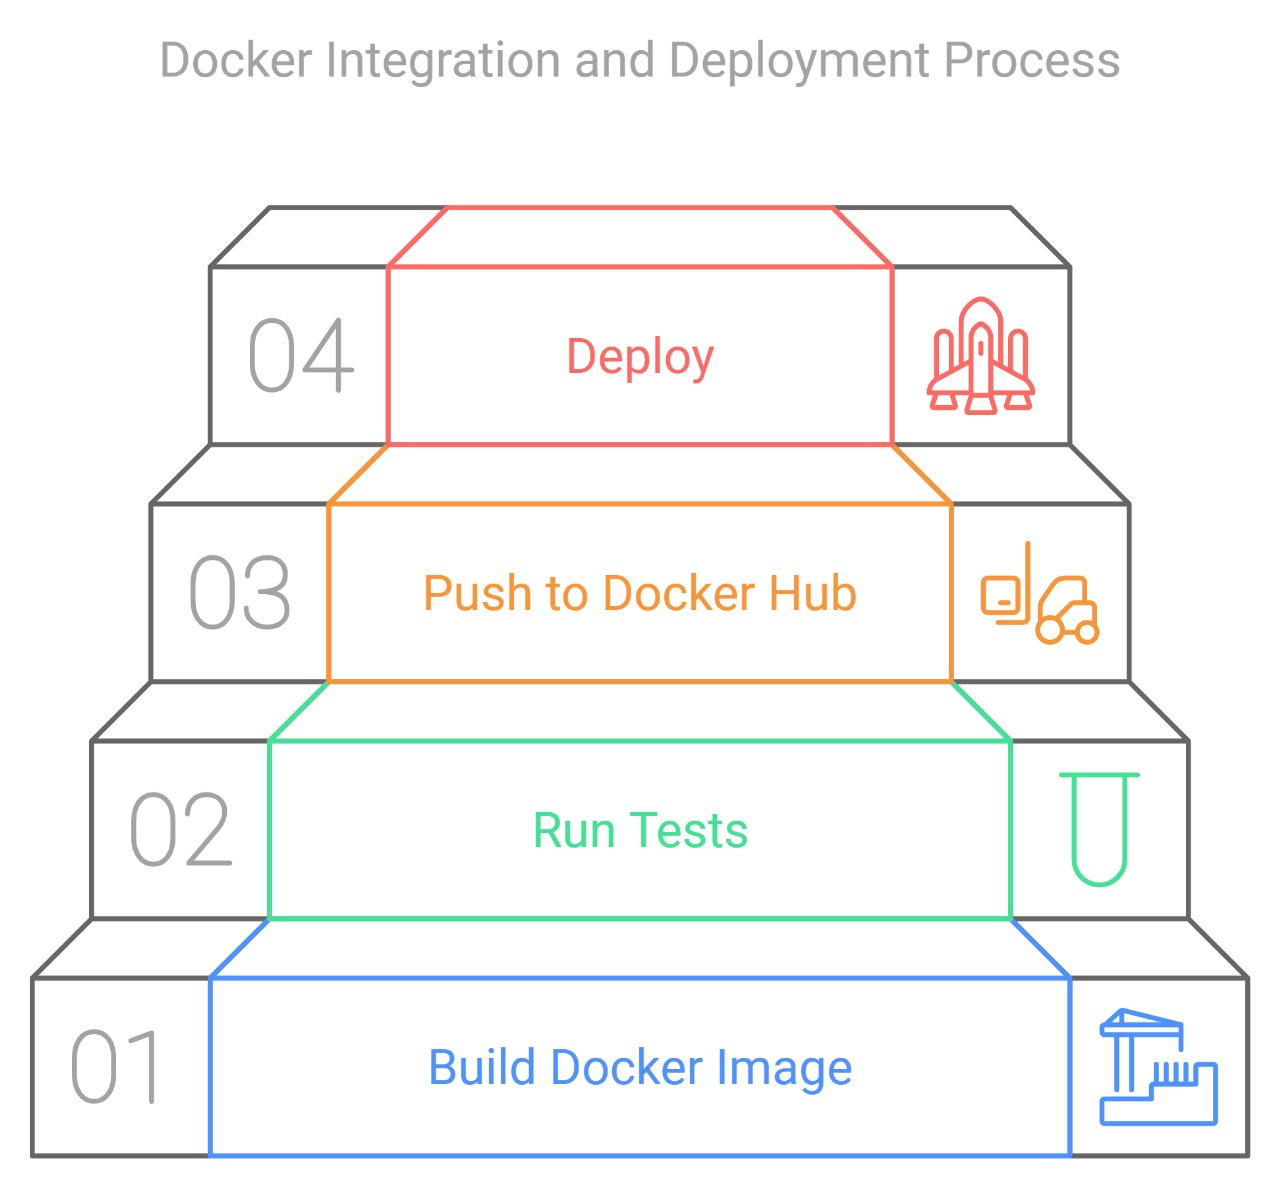 Docker Integration and Deployment Process
04
Deploy
03
Push to Docker Hub
02
Run Tests
01
Build Docker Image